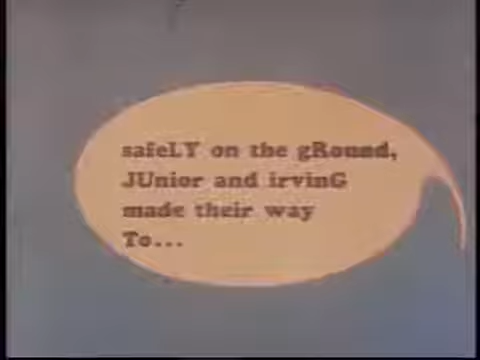 safeLY on the gRound,
JUnior and irvinG
made their way
To...